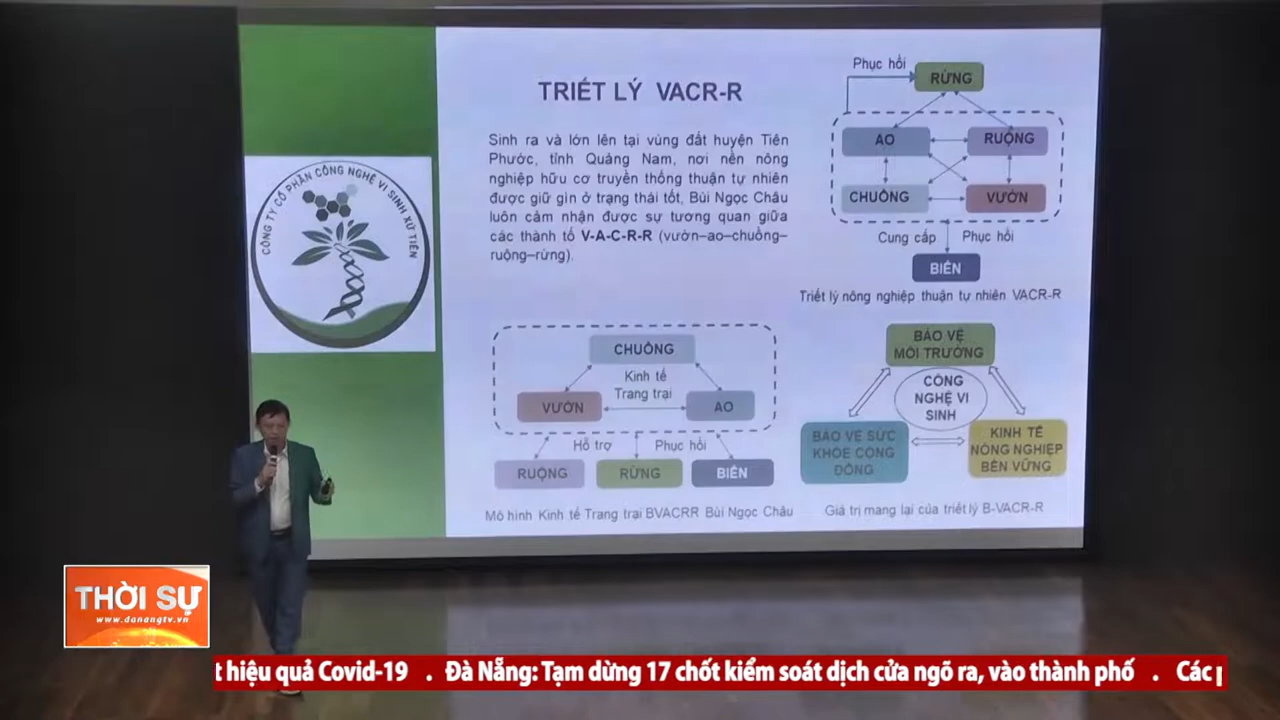 TRIẾT LÝ VACR-R
Sinh ra và lớn lên tại vùng đất huyện Tiên
Phước, tỉnh Quảng Nam, nơi nền nông
nghiệp hữu cơ truyền thống thuận tự nhiên
được giữ gìn ở trạng thái tốt, Bùi Ngọc Châu
luôn cảm nhận được sự tương quan giữa
các thành tố V-A-C-R-R (vườn–ao–chuồng–
ruộng–rừng).
CÔNG TY CỔ PHẦN CÔNG NGHỆ VI SINH XỨ TIÊN
Phục hồi
RỪNG
AO
RUỘNG
CHUỒNG
VƯỜN
Cung cấp
Phục hồi
BIỂN
Triết lý nông nghiệp thuận tự nhiên VACR-R
CHUỒNG
Kinh tế
Trang trại
VƯỜN
AO
Hỗ trợ
Phục hồi
RUỘNG
RỪNG
BIỂN
Mô hình Kinh tế Trang trại BVACRR Bùi Ngọc Châu
BẢO VỆ
MÔI TRƯỜNG
CÔNG
NGHỆ VI
SINH
BẢO VỆ SỨC
KHỎE CỘNG
ĐỒNG
KINH TẾ
NÔNG NGHIỆP
BỀN VỮNG
Giá trị mang lại của triết lý B-VACR-R
THỜI SỰ
www.danangtv.vn
t hiệu quả Covid-19 . Đà Nẵng: Tạm dừng 17 chốt kiểm soát dịch cửa ngõ ra, vào thành phố . Các